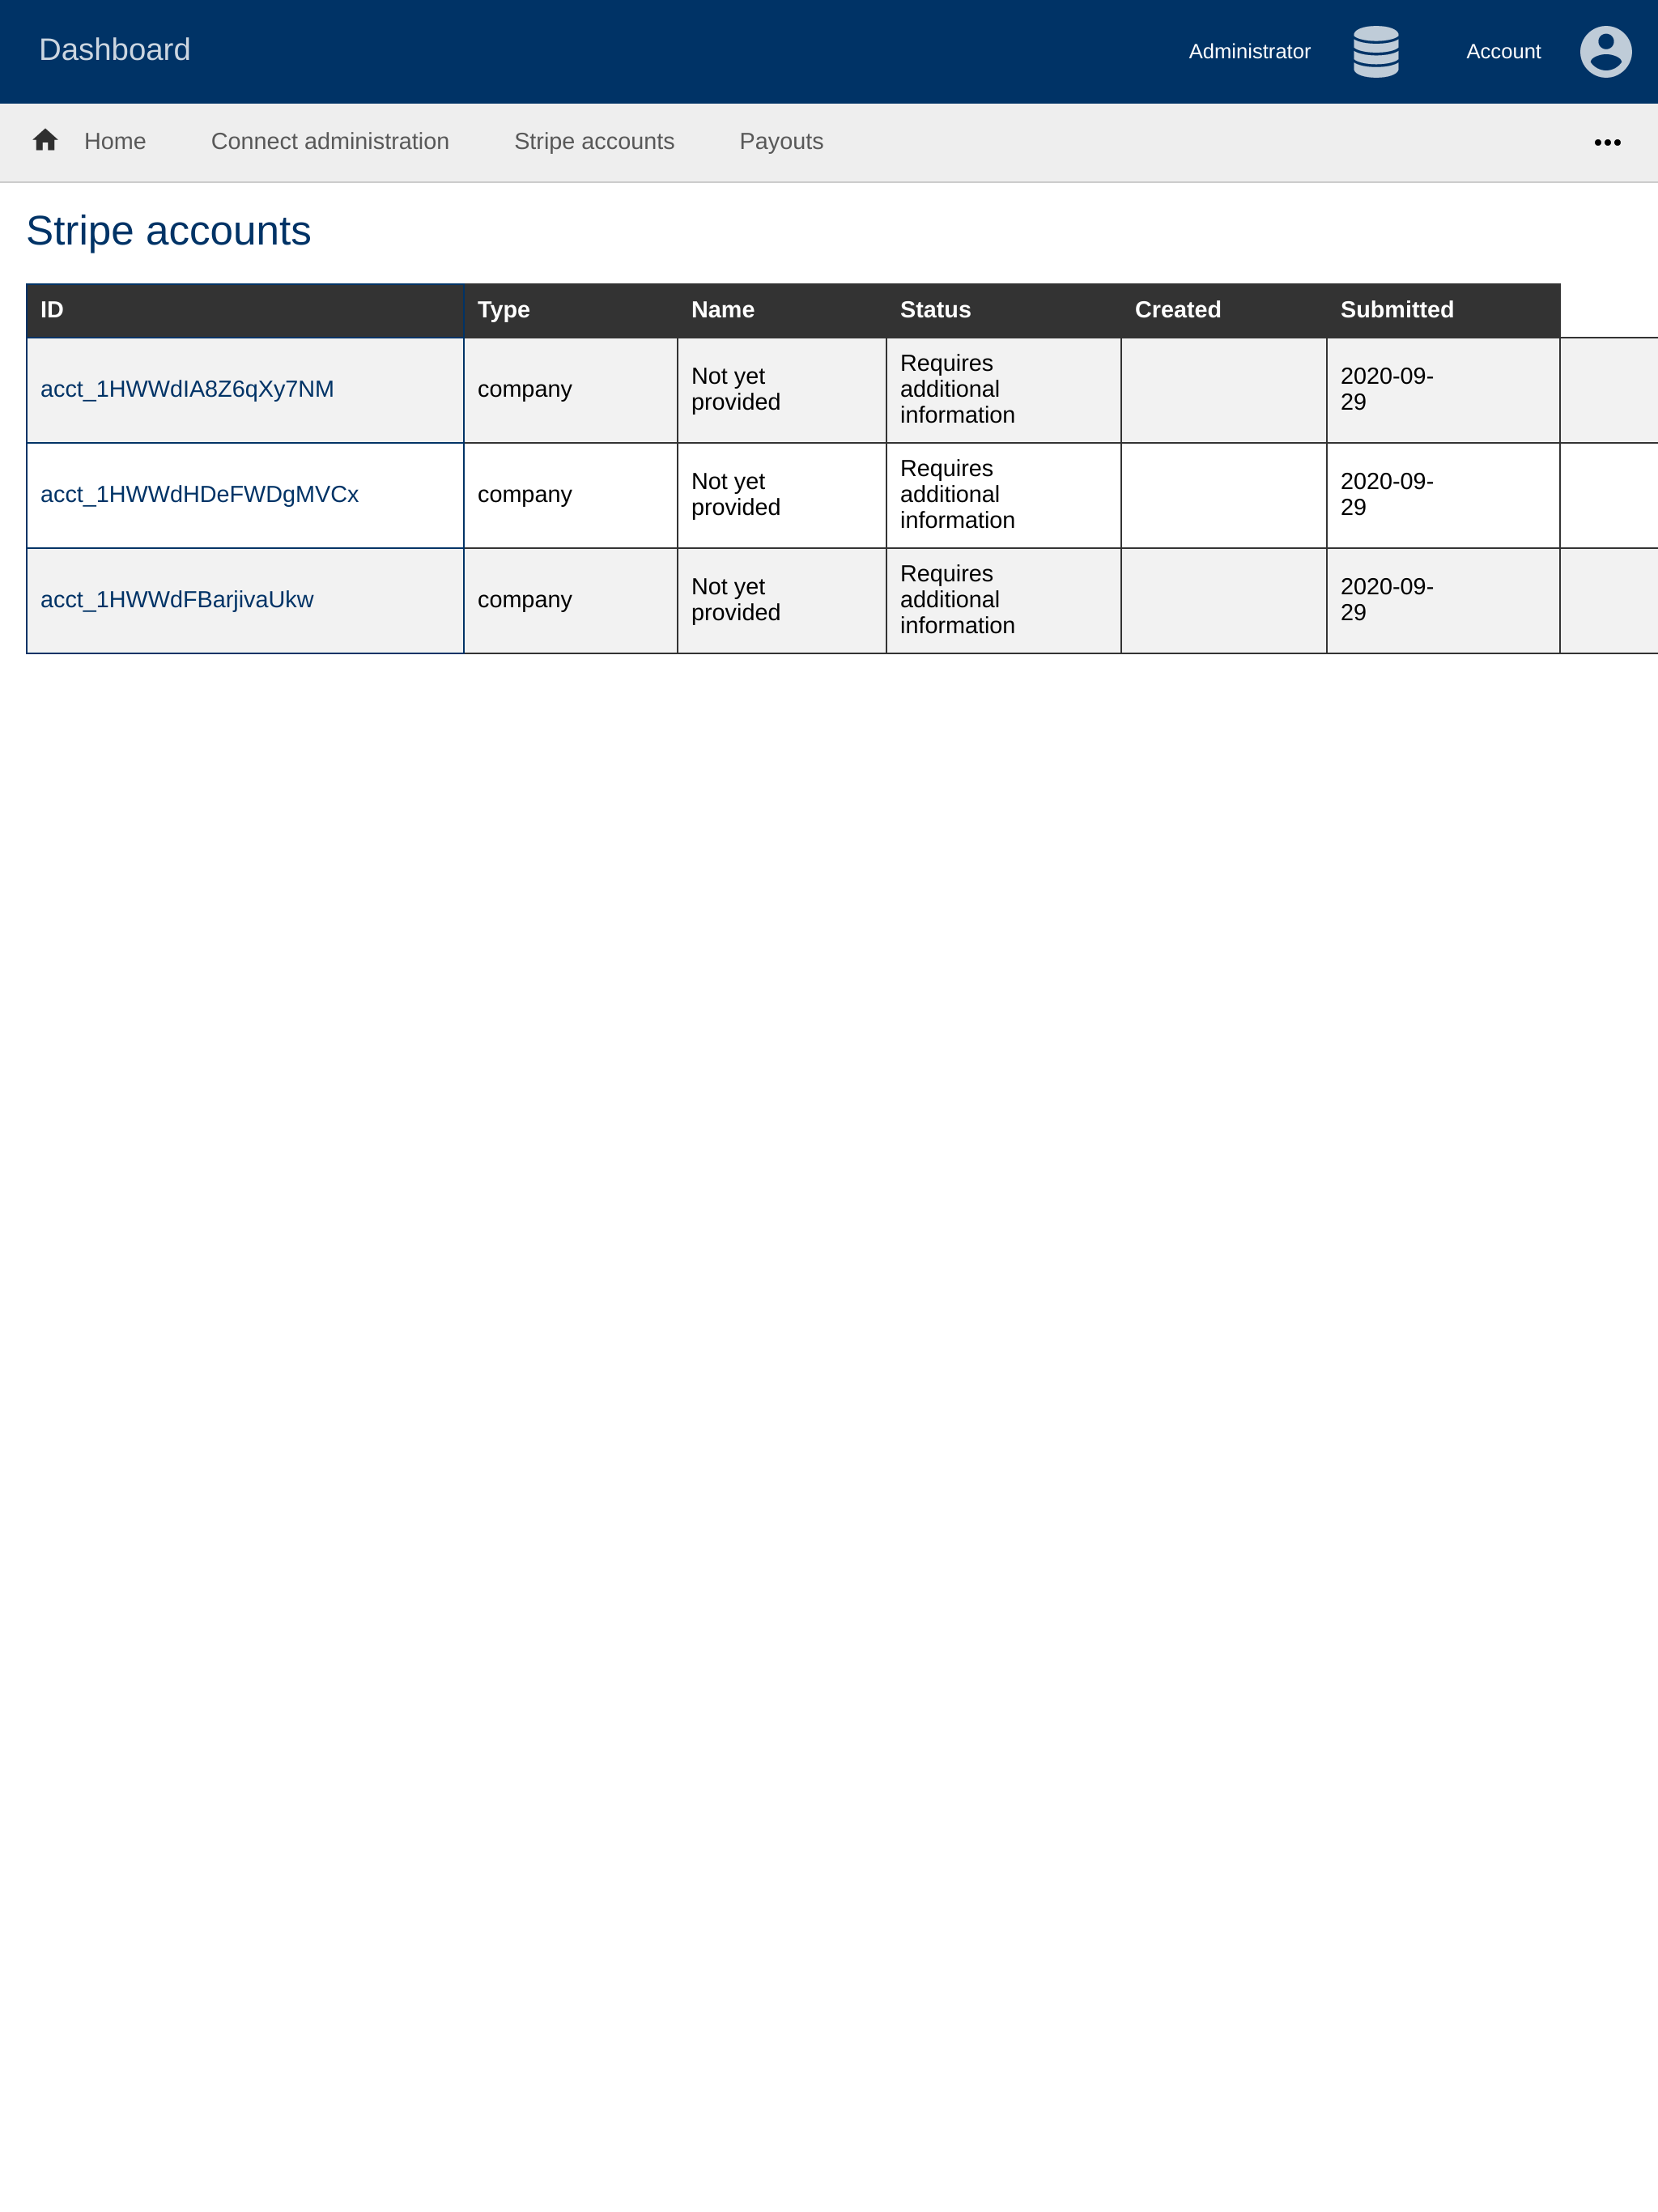 Dashboard
Administrator
Account
Home
Connect administration
Stripe accounts
Payouts
Stripe accounts
ID Type Name Status Created Submitted
acct_1HWWdIA8Z6qXy7NM
company
Not yet
provided
Requires
additional
information
2020-09-
29
acct_1HWWdHDeFWDgMVCx
company
Not yet
provided
Requires
additional
information
2020-09-
29
acct_1HWWdFBarjivaUkw
company
Not yet
provided
Requires
additional
information
2020-09-
29